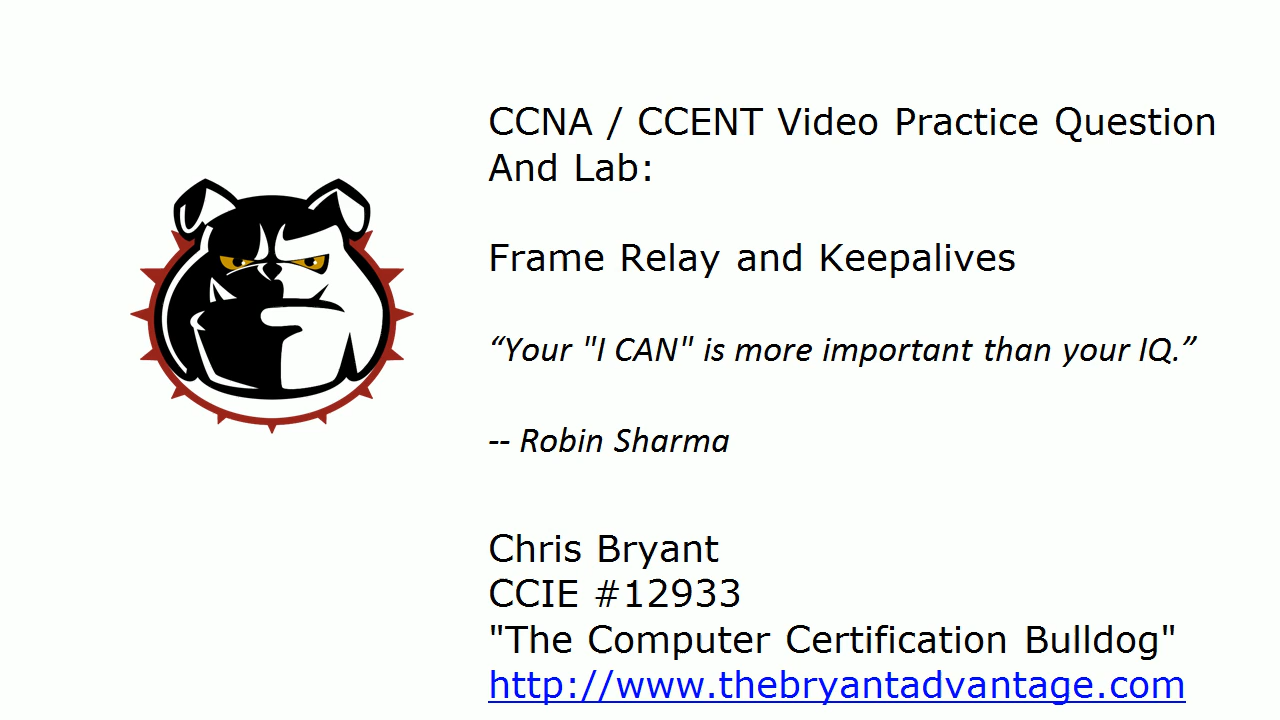 CCNA / CCENT Video Practice Question
And Lab:
Frame Relay and Keepalives
“Your "I CAN" is more important than your IQ.”
-- Robin Sharma
Chris Bryant
CCIE #12933
"The Computer Certification Bulldog"
http://www.thebryantadvantage.com